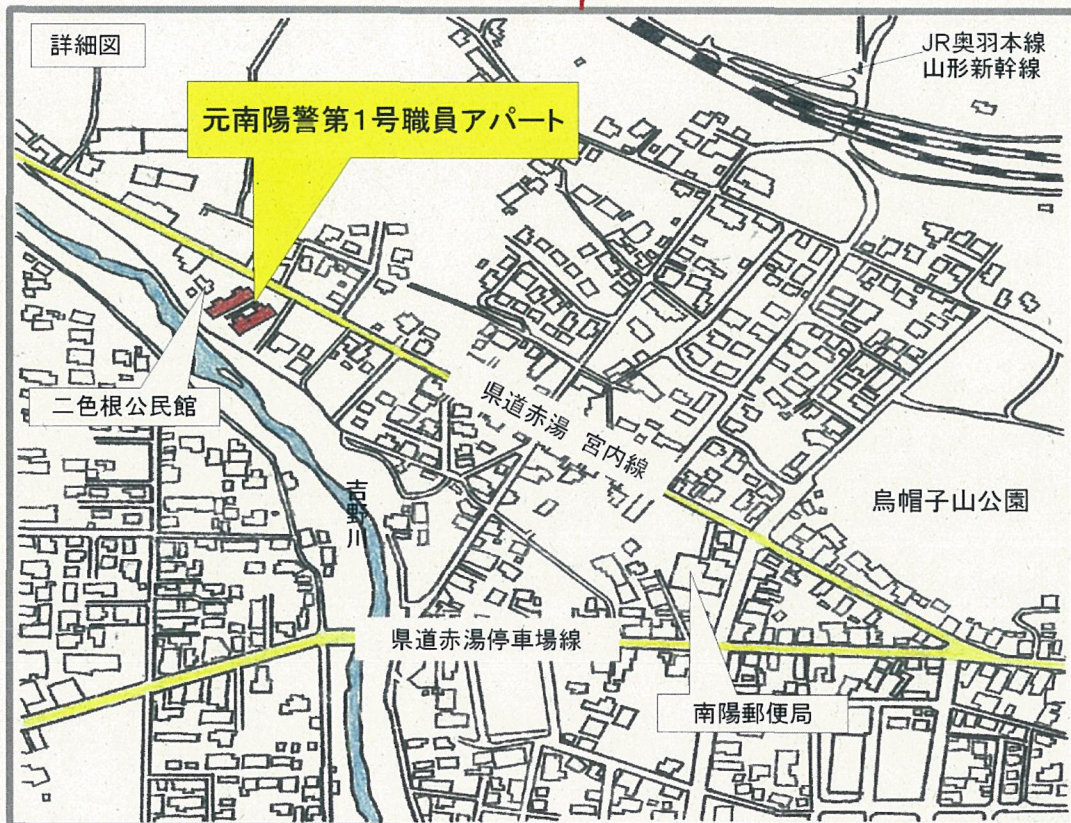 詳細図
JR奥羽本線
山形新幹線
元南陽警第1号職員アパート
二色根公民館
県道赤湯 宮内線
烏帽子山公園
吉野川
県道赤湯停車場線
南陽郵便局